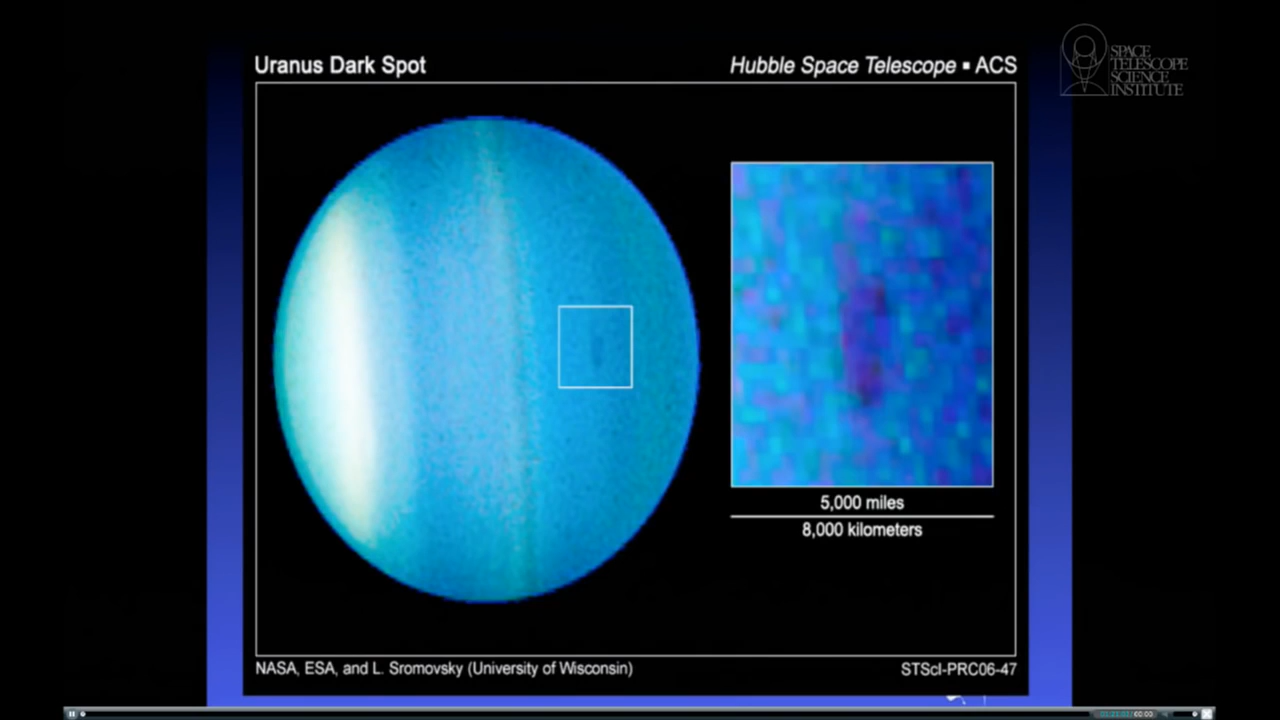 Uranus Dark Spot
Hubble Space Telescope ▪ ACS
SPACE
TELESCOPE
SCIENCE
INSTITUTE
5,000 miles
8,000 kilometers
NASA, ESA, and L. Sromovsky (University of Wisconsin)
STScI-PRC06-47